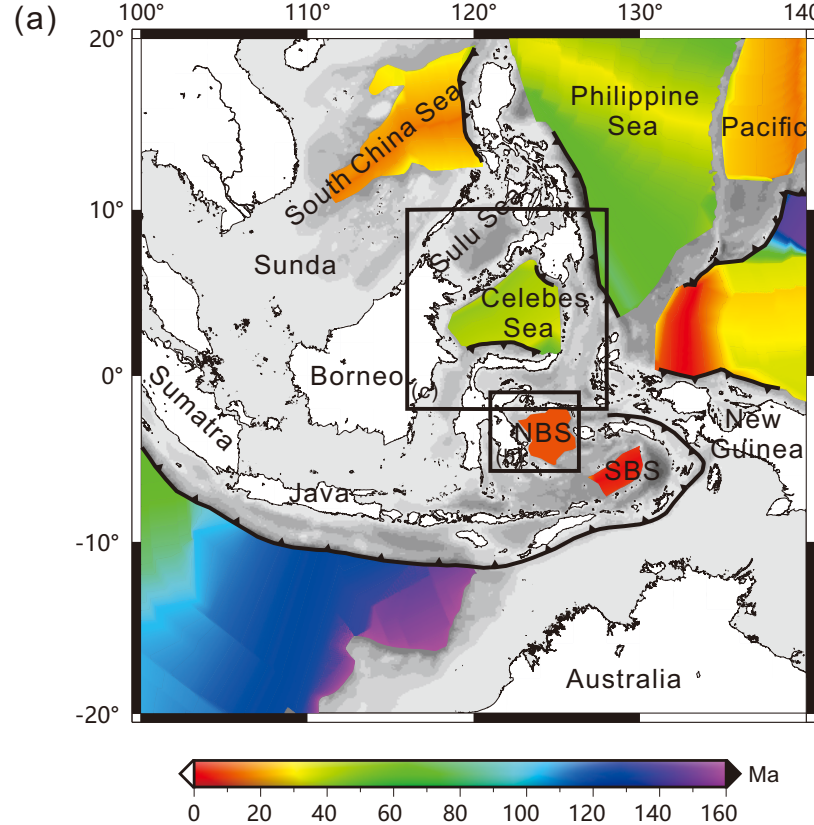 (a)
100° 110° 120° 130° 140
20°
10°
0°
-10°
-20°
South China Sea
Philippine
Sea
Pacific
Sulu Sea
Sunda
Celebes
Sea
Borneo
(c)
Sumatra
New
Guinea
NBS
(b)
SBS
Java
Australia
Ma
0 20 40 60 80 100 120 140 160